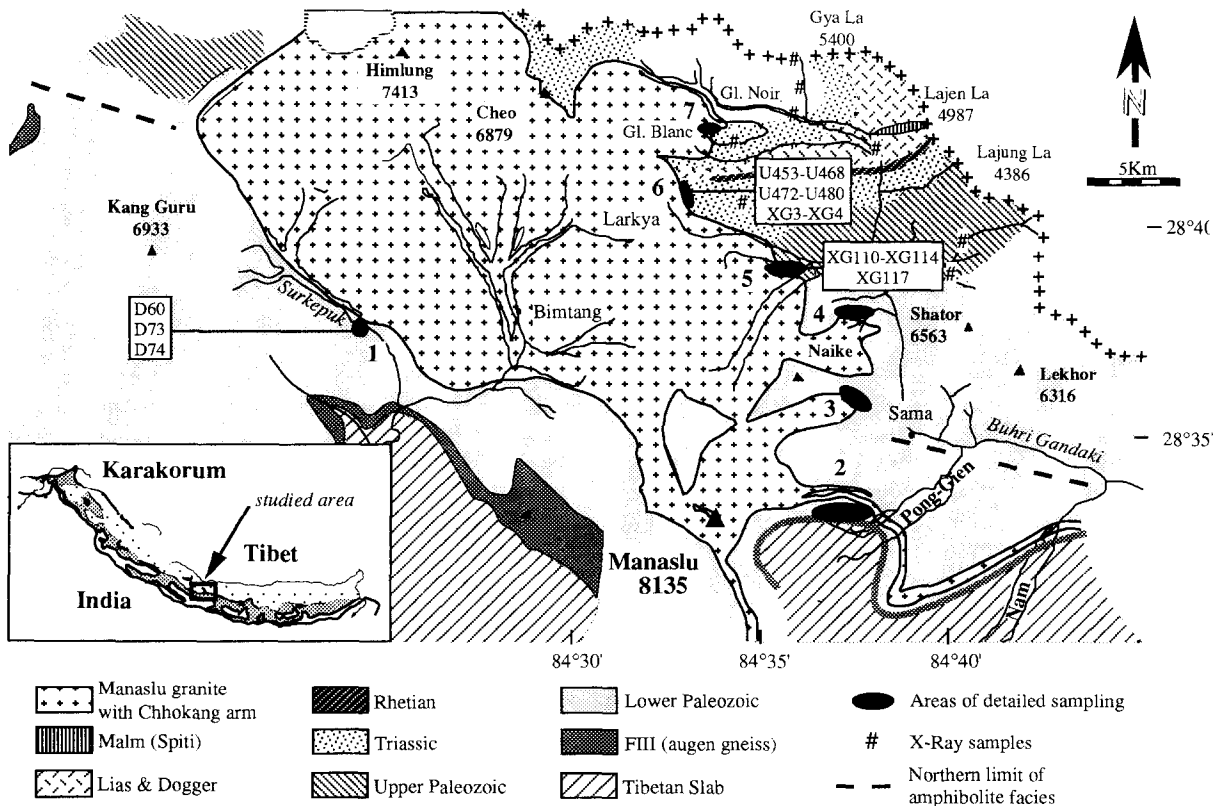 Gya La
5400
Himlung
7413
Gl. Noir
Lajen La
4987
N
Cheo
6879
7
Gl. Blanc
Lajung La
4386
5Km
6
U453-U468
U472-U480
XG3-XG4
Kang Guru
6933
Larkya
28°40
XG110-XG114
XG117
5
Surkepuk
D60
D73
D74
1
Bimtang
4
Shator
6563
Naike
Lekhor
6316
3
Sama
Buhri Gandaki
28°35'
2
Pong Gien
Karakorum
studied area
Tibet
India
Manaslu
8135
Nam
84°30'
84°35'
84°40'
Manaslu granite
with Chhokang arm
Rhetian
Lower Paleozoic
Areas of detailed sampling
Malm (Spiti)
Triassic
FIII (augen gneiss)
# X-Ray samples
Lias & Dogger
Upper Paleozoic
Tibetan Slab
Northern limit of
amphibolite facies